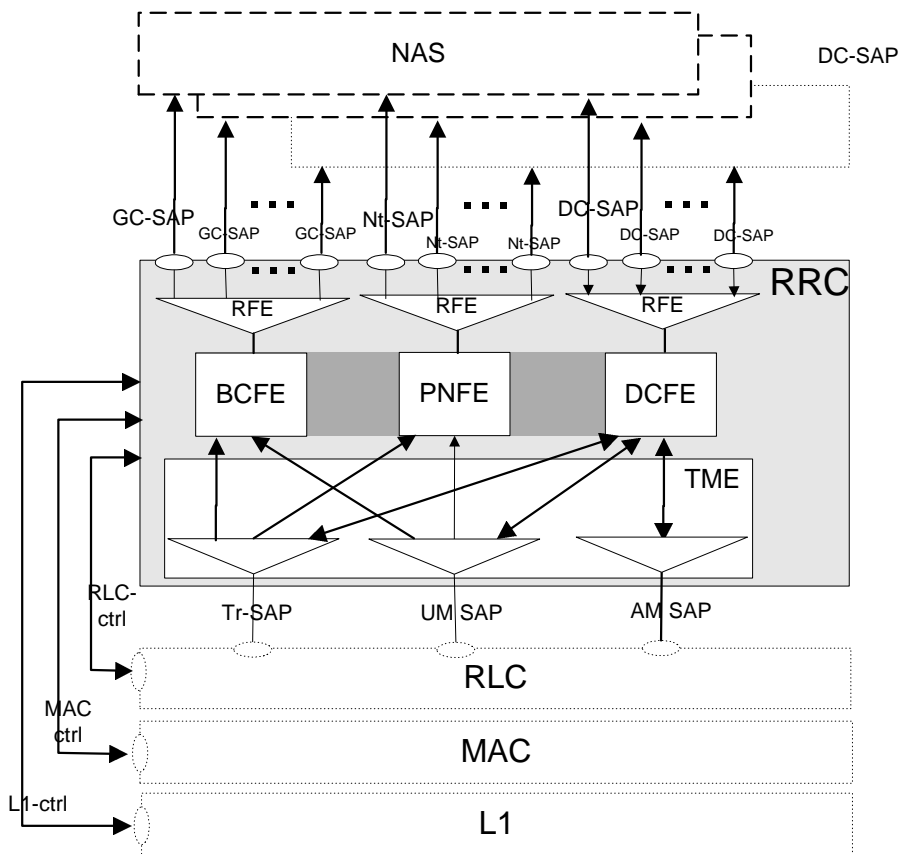 NAS
DC-SAP
GC-SAP
GC-SAP
GC-SAP
Nt-SAP
Nt-SAP
Nt-SAP
DC-SAP
DC-SAP
DC-SAP
RRC
RFE
RFE
RFE
BCFE
PNFE
DCFE
TME
RLC-
ctrl
Tr-SAP
UM SAP
AM SAP
RLC
MAC
ctrl
MAC
L1-ctrl
L1